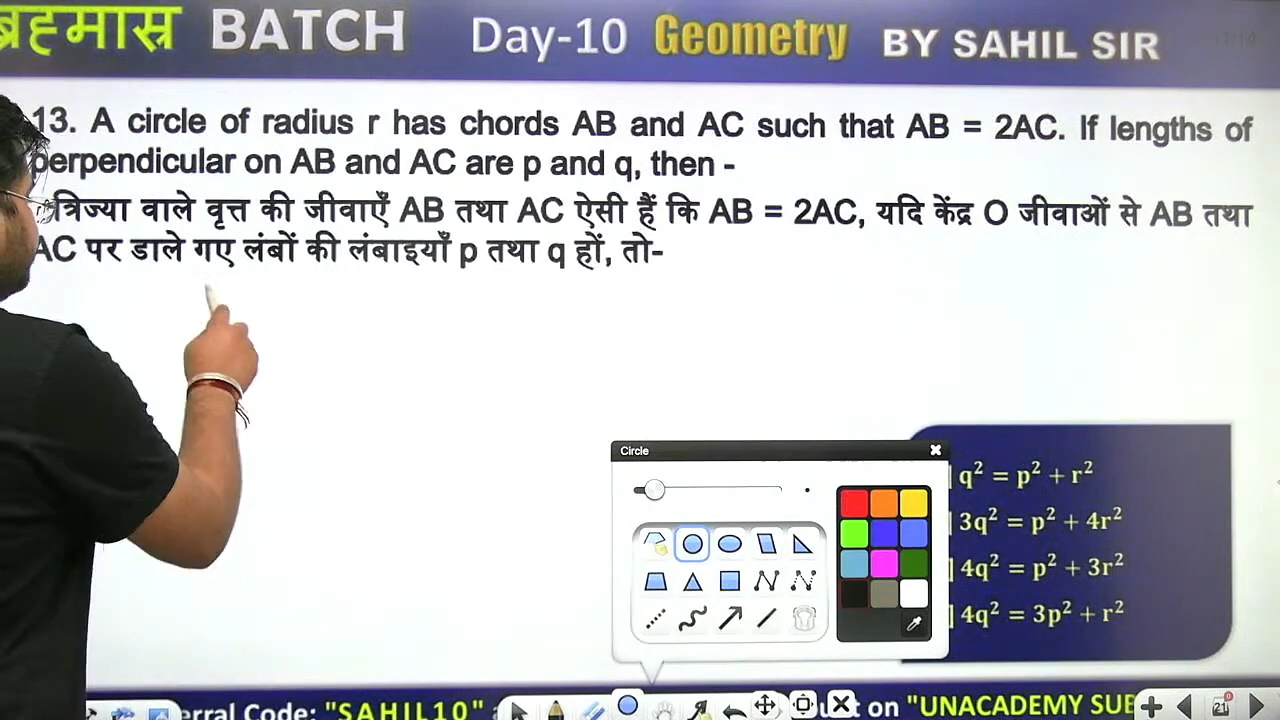 ब्रह्मास्त्र BATCH Day-10 Geometry BY SAHIL SIR
13. A circle of radius r has chords AB and AC such that AB = 2AC. If lengths of
perpendicular on AB and AC are p and q, then -
त्रिज्या वाले वृत्त की जीवाएँ AB तथा AC ऐसी हैं कि AB = 2AC, यदि केंद्र O जीवाओं से AB तथा
AC पर डाले गए लंबों की लंबाइयाँ p तथा q हों, तो-
Circle
q² = p² + r²
3q² = p² + 4r²
4q² = p² + 3r²
4q² = 3p² + r²
Code: "SAHIL10" on "UNACADEMY SUB
21